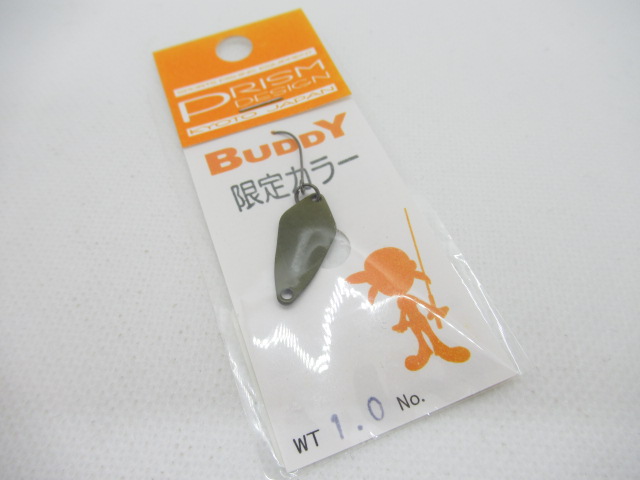 PRISM
DESIGN
KYOTO JAPAN
BUDDY
限定カラー
WT 1.0 No.